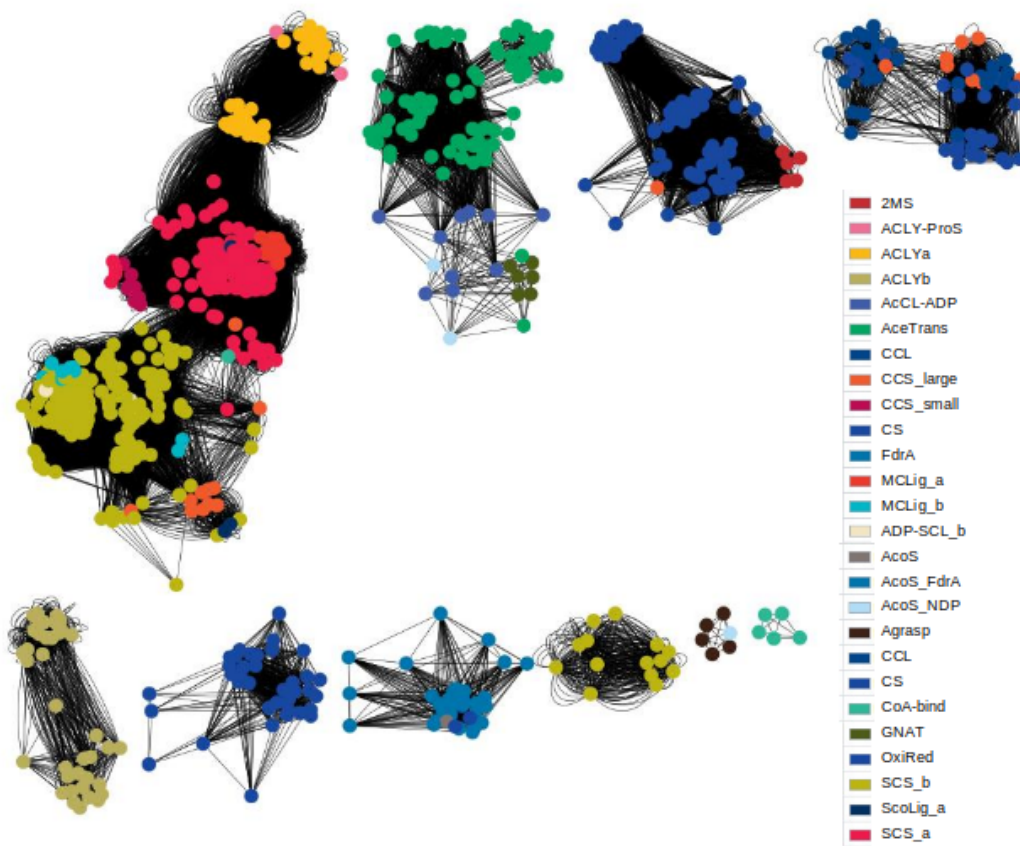 2MS
ACLY-ProS
ACLYa
ACLYb
AcCL-ADP
AceTrans
CCL
CCS_large
CCS_small
CS
FdrA
MCLig_a
MCLig_b
ADP-SCL_b
AcoS
AcoS_FdrA
AcoS_NDP
Agrasp
CCL
CS
CoA-bind
GNAT
OxiRed
SCS_b
ScoLig_a
SCS_a